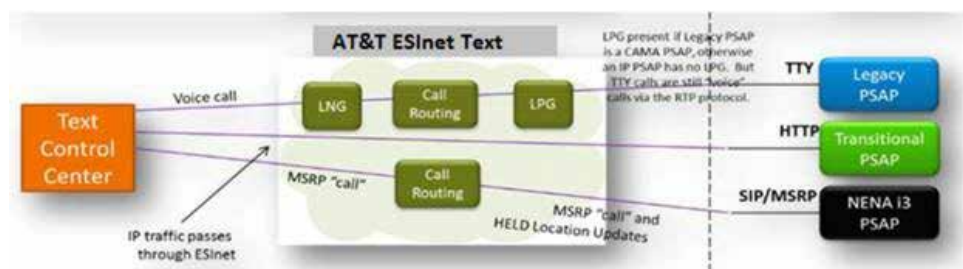 AT&T ESInet Text
LPG present if Legacy PSAP
is a CAMA PSAP, otherwise
an IP PSAP has no LPG. But
TTY calls are still "voice"
calls via the RTP protocol.
TTY
Legacy
PSAP
Voice call
LNG
Call
Routing
LPG
Text
Control
Center
HTTP
Transitional
PSAP
MSRP "call"
Call
Routing
SIP/MSRP
NENA i3
PSAP
MSRP "call" and
HELD Location Updates
IP traffic passes
through ESInet